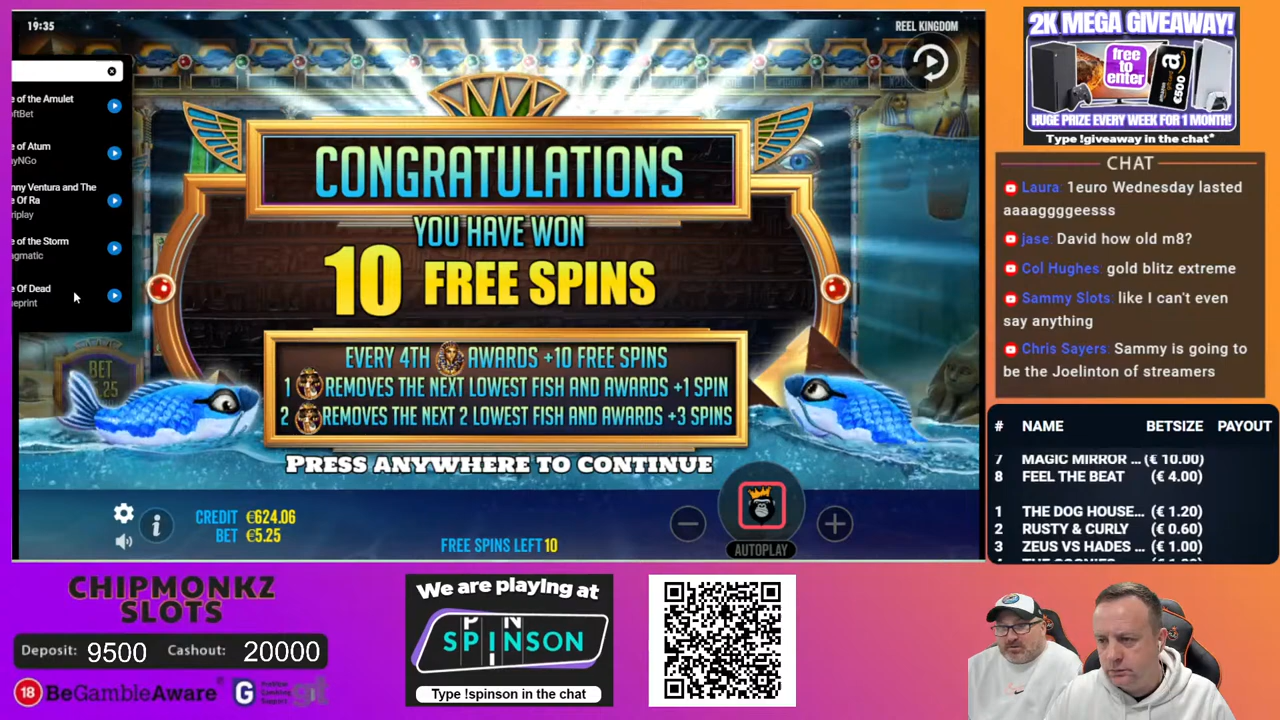 19:35
REEL KINGDOM
e of the Amulet
oftBet
e of Atum
ayNGo
nny Ventura and The
e Of Ra
riplay
e of the Storm
agmatic
e Of Dead
ueprint
CONGRATULATIONS
YOU HAVE WON
10 FREE SPINS
EVERY 4TH AWARDS +10 FREE SPINS
1 REMOVES THE NEXT LOWEST FISH AND AWARDS +1 SPIN
2 REMOVES THE NEXT 2 LOWEST FISH AND AWARDS +3 SPINS
PRESS ANYWHERE TO CONTINUE
BET
5.25
CREDIT €624.06
BET €5.25
FREE SPINS LEFT 10
AUTOPLAY
2K MEGA GIVEAWAY!
free
to
enter
a
€500
HUGE PRIZE EVERY WEEK FOR 1 MONTH!
Type !giveaway in the chat*
CHAT
Laura: 1euro Wednesday lasted
aaaaggggeesss
jase: David how old m8?
Col Hughes: gold blitz extreme
Sammy Slots: like I can't even
say anything
Chris Sayers: Sammy is going to
be the Joelinton of streamers
# NAME BETSIZE PAYOUT
7 MAGIC MIRROR ... (€ 10.00)
8 FEEL THE BEAT (€ 4.00)
1 THE DOG HOUSE... (€ 1.20)
2 RUSTY & CURLY (€ 0.60)
3 ZEUS VS HADES ... (€ 1.00)
CHIPMONKZ
SLOTS
Deposit: 9500 Cashout: 20000
18 BeGambleAware
We are playing at
SPINSON
Type !spinson in the chat